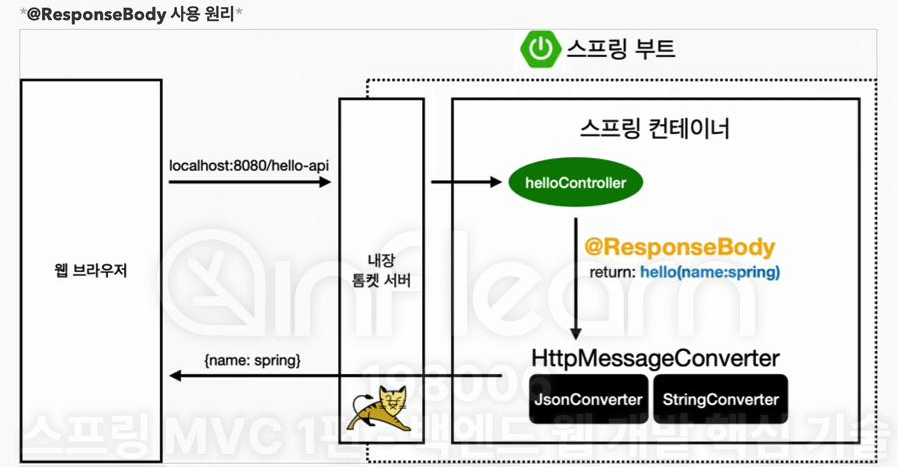 *@ResponseBody 사용 원리*
스프링 부트
스프링 컨테이너
localhost:8080/hello-api
helloController
@ResponseBody
return: hello(name:spring)
웹 브라우저
내장
톰켓 서버
{name: spring}
HttpMessageConverter
JsonConverter
StringConverter
inflearn
198006
스프링 MVC 1편 - 백엔드 웹 개발 핵심 기술